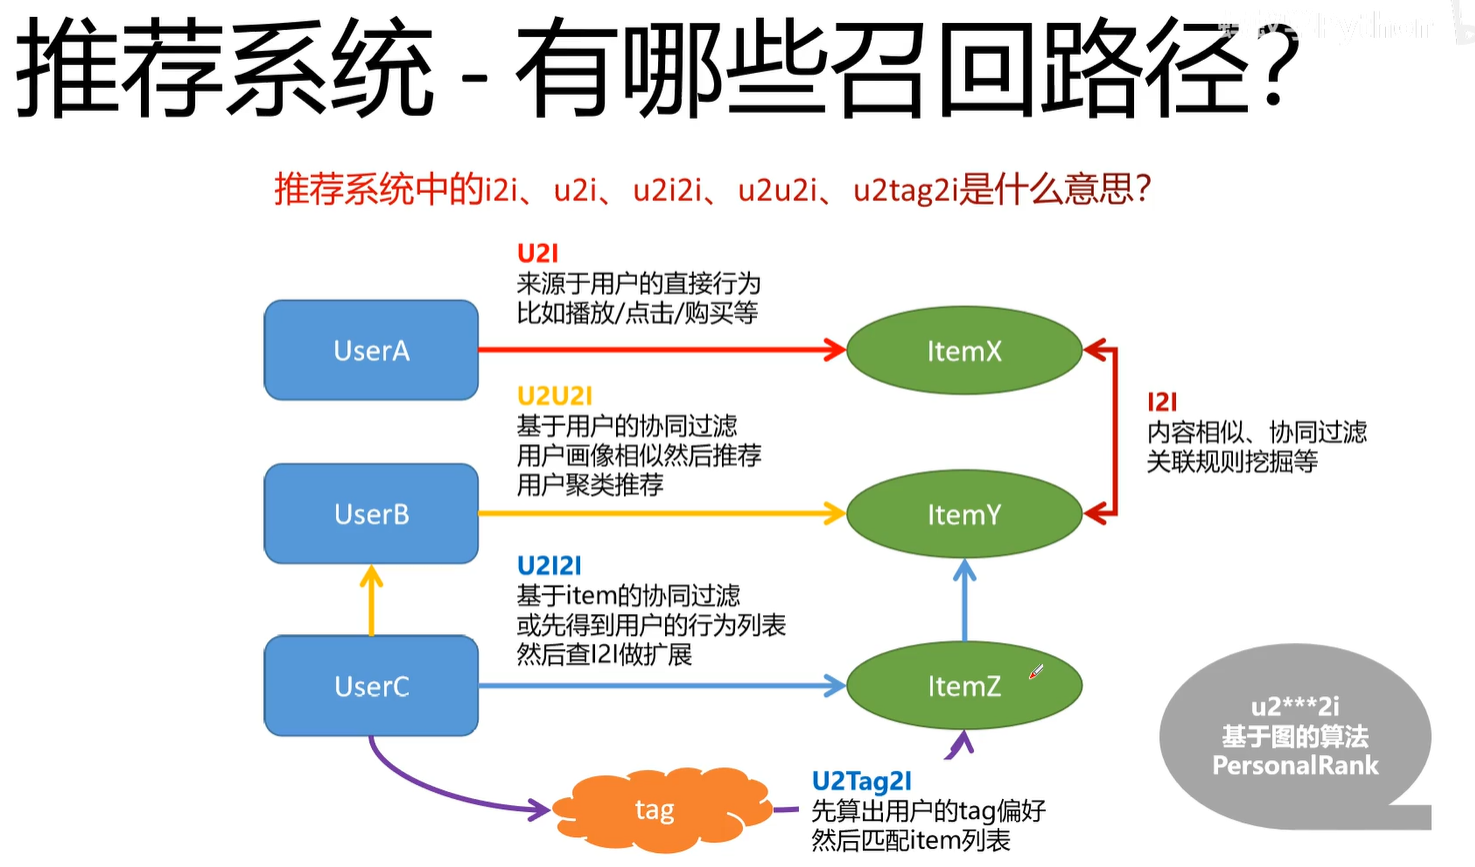 推荐系统 - 有哪些召回路径？
推荐系统中的i2i、u2i、u2i2i、u2u2i、u2tag2i是什么意思？
U2I
来源于用户的直接行为
比如播放/点击/购买等
UserA
ItemX
U2U2I
基于用户的协同过滤
用户画像相似然后推荐
用户聚类推荐
I2I
内容相似、协同过滤
关联规则挖掘等
UserB
ItemY
U2I2I
基于item的协同过滤
或先得到用户的行为列表
然后查I2I做扩展
UserC
ItemZ
u2***2i
基于图的算法
PersonalRank
tag
U2Tag2I
先算出用户的tag偏好
然后匹配item列表